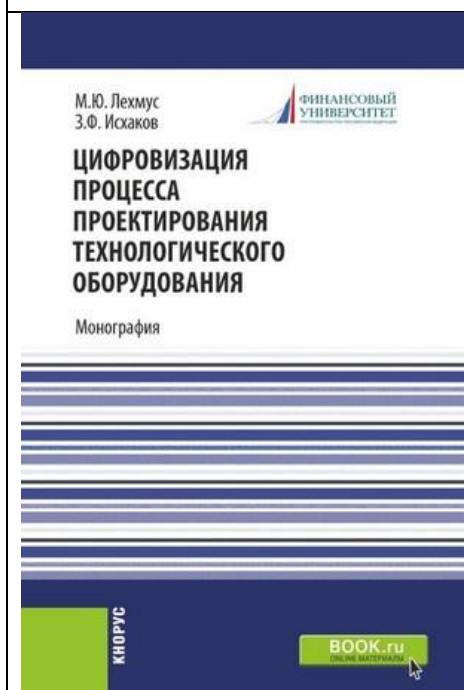 М.Ю. Лехмус
З.Ф. Исхаков
ФИНАНСОВЫЙ
УНИВЕРСИТЕТ
ЦИФРОВИЗАЦИЯ
ПРОЦЕССА
ПРОЕКТИРОВАНИЯ
ТЕХНОЛОГИЧЕСКОГО
ОБОРУДОВАНИЯ
Монография
КНОРУС
BOOK.ru
ONLINE МАТЕРИАЛЫ